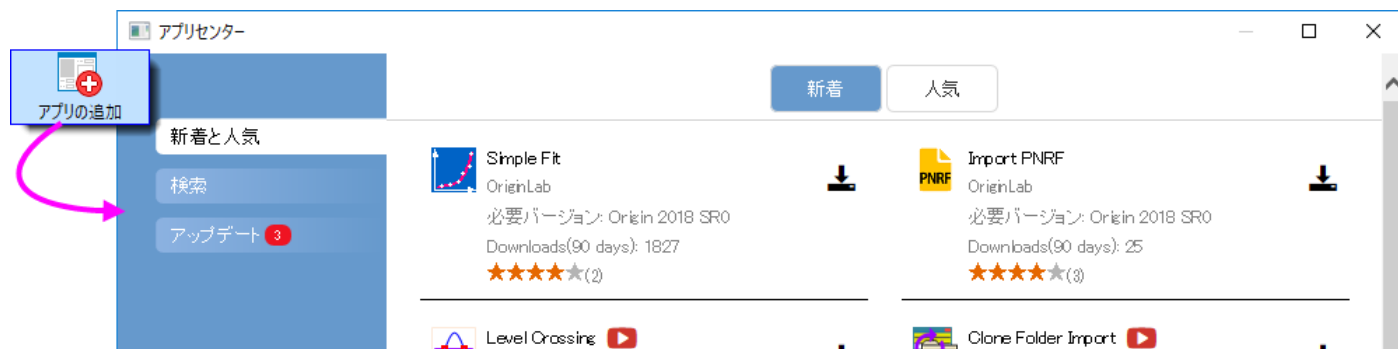 アプリセンター
アプリの追加
新着と人気
検索
アップデート 3
新着 人気
Simple Fit
OriginLab
必要バージョン: Origin 2018 SR0
Downloads(90 days): 1827
(2)
PNRF
Import PNRF
OriginLab
必要バージョン: Origin 2018 SR0
Downloads(90 days): 25
(3)
Level Crossing
Clone Folder Import